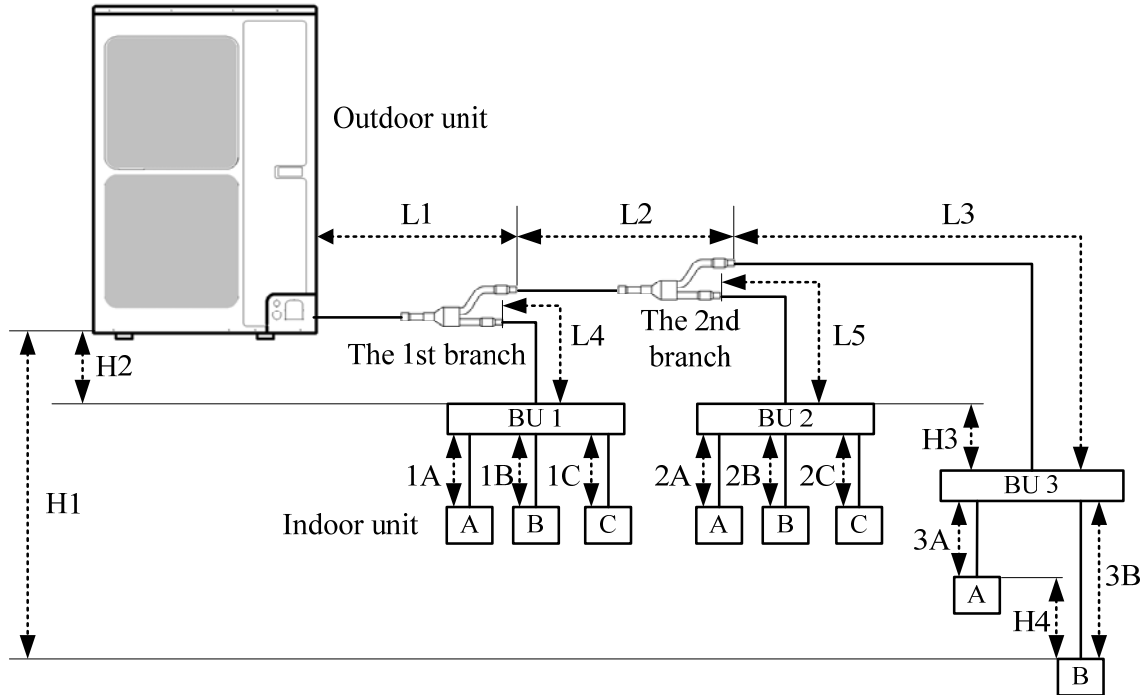 Outdoor unit
L1
L2
L3
The 1st branch
L4
The 2nd
branch
L5
H2
BU 1
BU 2
H3
BU 3
1A
1B
1C
2A
2B
2C
H1
Indoor unit
A
B
C
A
B
C
3A
3B
A
H4
B